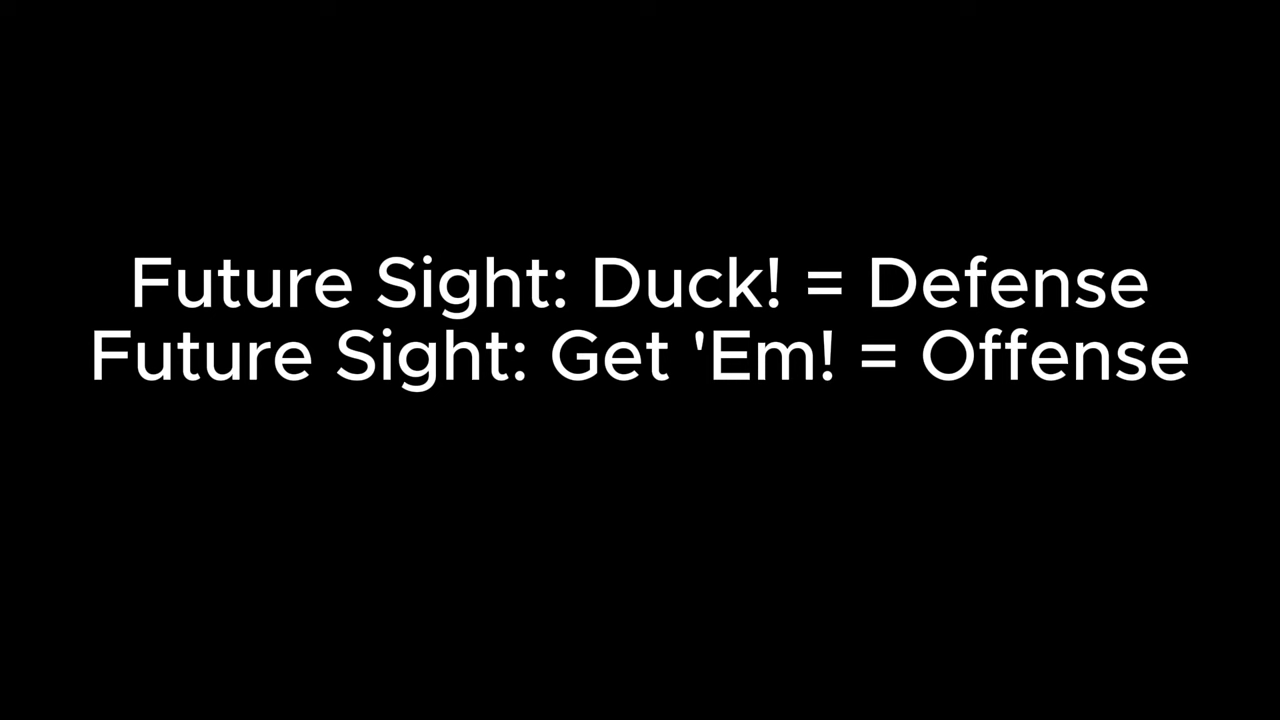 Future Sight: Duck! = Defense
Future Sight: Get 'Em! = Offense